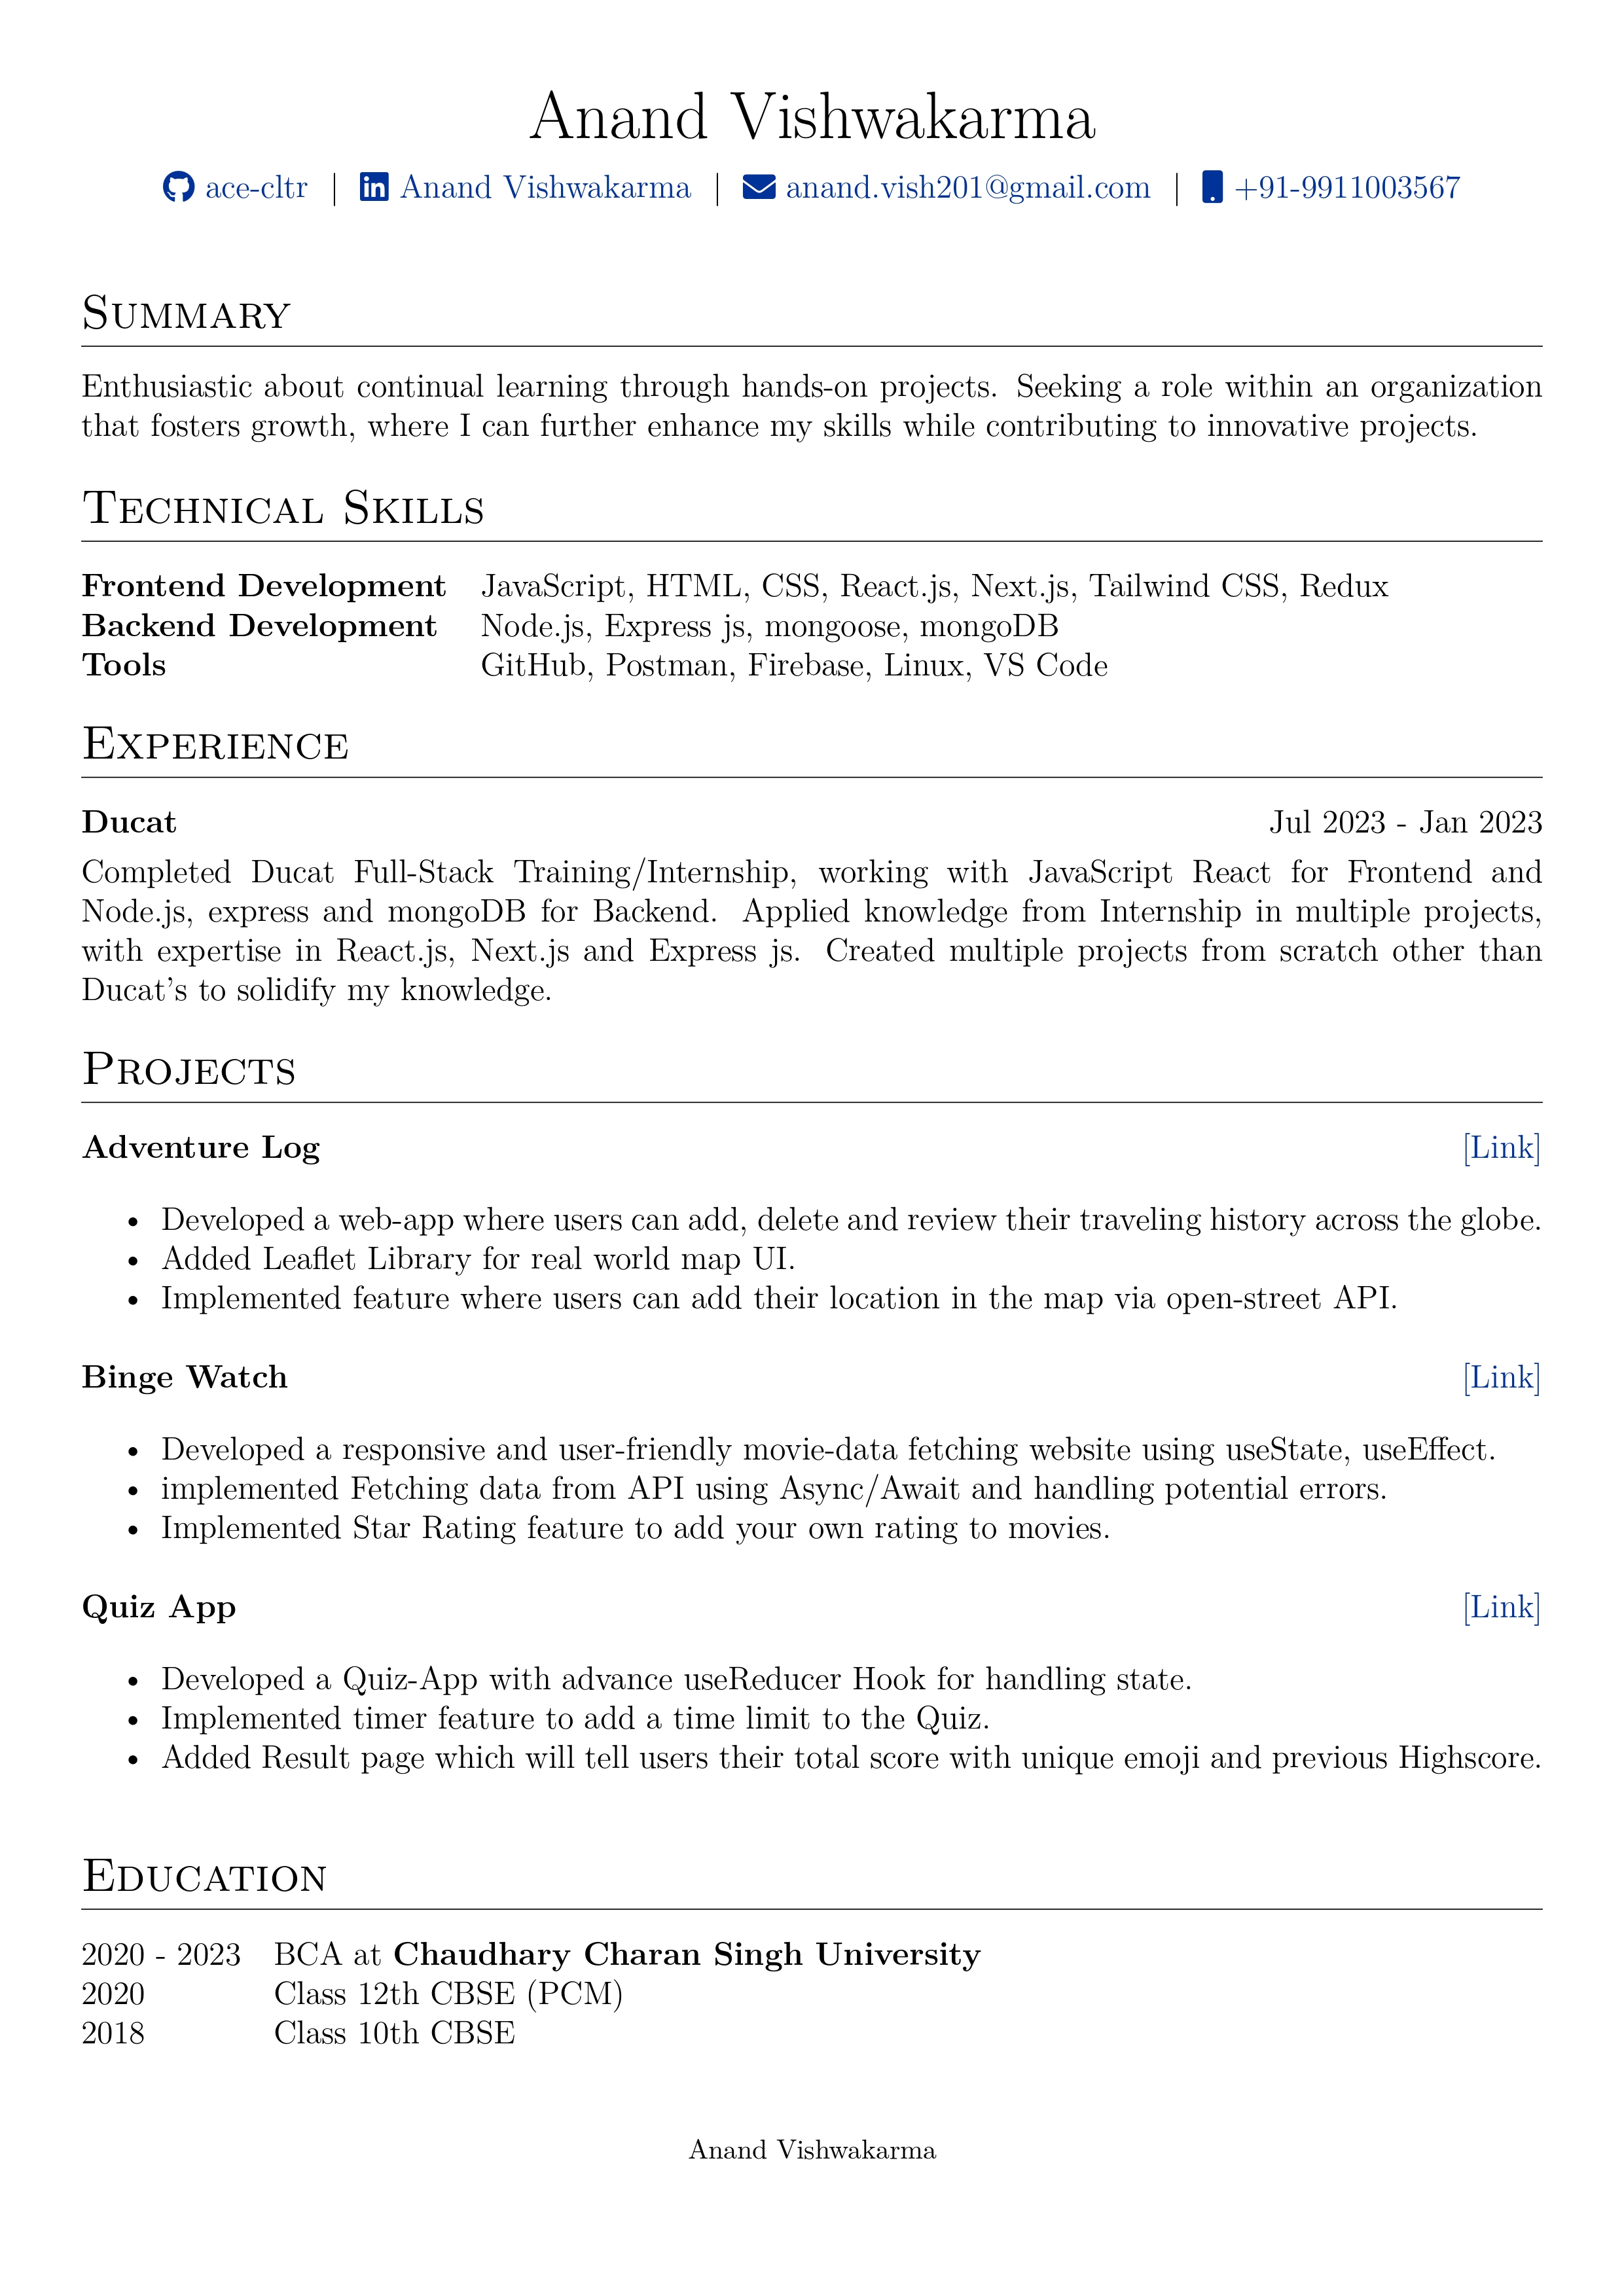 Anand Vishwakarma
ace-cltr | Anand Vishwakarma | anand.vish201@gmail.com | +91-9911003567
Summary
Enthusiastic about continual learning through hands-on projects. Seeking a role within an organization
that fosters growth, where I can further enhance my skills while contributing to innovative projects.
Technical Skills
Frontend Development JavaScript, HTML, CSS, React.js, Next.js, Tailwind CSS, Redux
Backend Development Node.js, Express js, mongoose, mongoDB
Tools GitHub, Postman, Firebase, Linux, VS Code
Experience
Ducat Jul 2023 - Jan 2023
Completed Ducat Full-Stack Training/Internship, working with JavaScript React for Frontend and
Node.js, express and mongoDB for Backend. Applied knowledge from Internship in multiple projects,
with expertise in React.js, Next.js and Express js. Created multiple projects from scratch other than
Ducat's to solidify my knowledge.
Projects
Adventure Log [Link]
• Developed a web-app where users can add, delete and review their traveling history across the globe.
• Added Leaflet Library for real world map UI.
• Implemented feature where users can add their location in the map via open-street API.
Binge Watch [Link]
• Developed a responsive and user-friendly movie-data fetching website using useState, useEffect.
• implemented Fetching data from API using Async/Await and handling potential errors.
• Implemented Star Rating feature to add your own rating to movies.
Quiz App [Link]
• Developed a Quiz-App with advance useReducer Hook for handling state.
• Implemented timer feature to add a time limit to the Quiz.
• Added Result page which will tell users their total score with unique emoji and previous Highscore.
Education
2020 - 2023 BCA at Chaudhary Charan Singh University
2020 Class 12th CBSE (PCM)
2018 Class 10th CBSE
Anand Vishwakarma